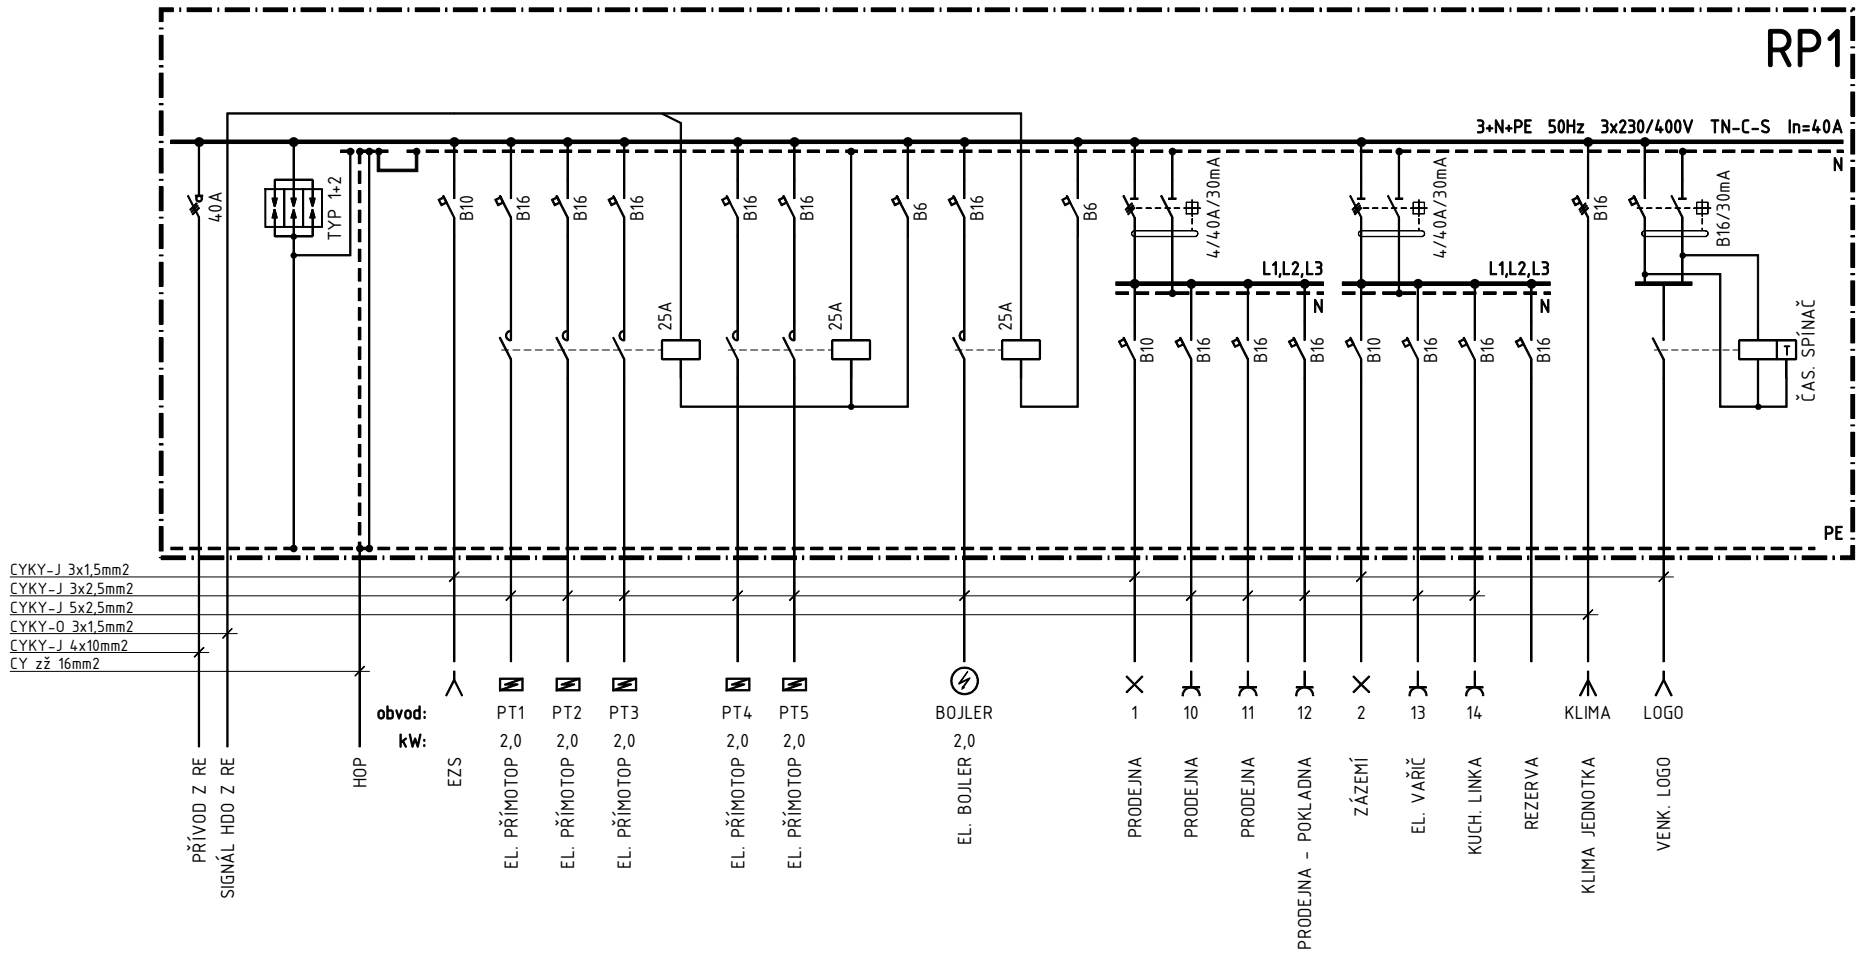 RP1
3+N+PE 50Hz 3x230/400V TN-C-S In=40A
N
40A
TYP 1+2
B10
B16
B16
B16
B16
B16
B6
B16
B6
4/40A/30mA
4/40A/30mA
B16
B16/30mA
L1,L2,L3
N
L1,L2,L3
N
25A
25A
25A
B10
B16
B16
B16
B10
B16
B16
B16
T
ČAS. SPÍNAČ
PE
CYKY-J 3x1,5mm2
CYKY-J 3x2,5mm2
CYKY-J 5x2,5mm2
CYKY-O 3x1,5mm2
CYKY-J 4x10mm2
CY zž 16mm2
obvod: PT1 PT2 PT3 PT4 PT5 BOJLER 1 10 11 12 2 13 14 KLIMA LOGO
kW: 2,0 2,0 2,0 2,0 2,0 2,0
PŘÍVOD Z RE
SIGNÁL HDO Z RE
HOP
EZS
EL. PŘÍMOTOP
EL. PŘÍMOTOP
EL. PŘÍMOTOP
EL. PŘÍMOTOP
EL. PŘÍMOTOP
EL. BOJLER
PRODEJNA
PRODEJNA
PRODEJNA
PRODEJNA - POKLADNA
ZÁZEMÍ
EL. VAŘIČ
KUCH. LINKA
REZERVA
KLIMA JEDNOTKA
VENK. LOGO